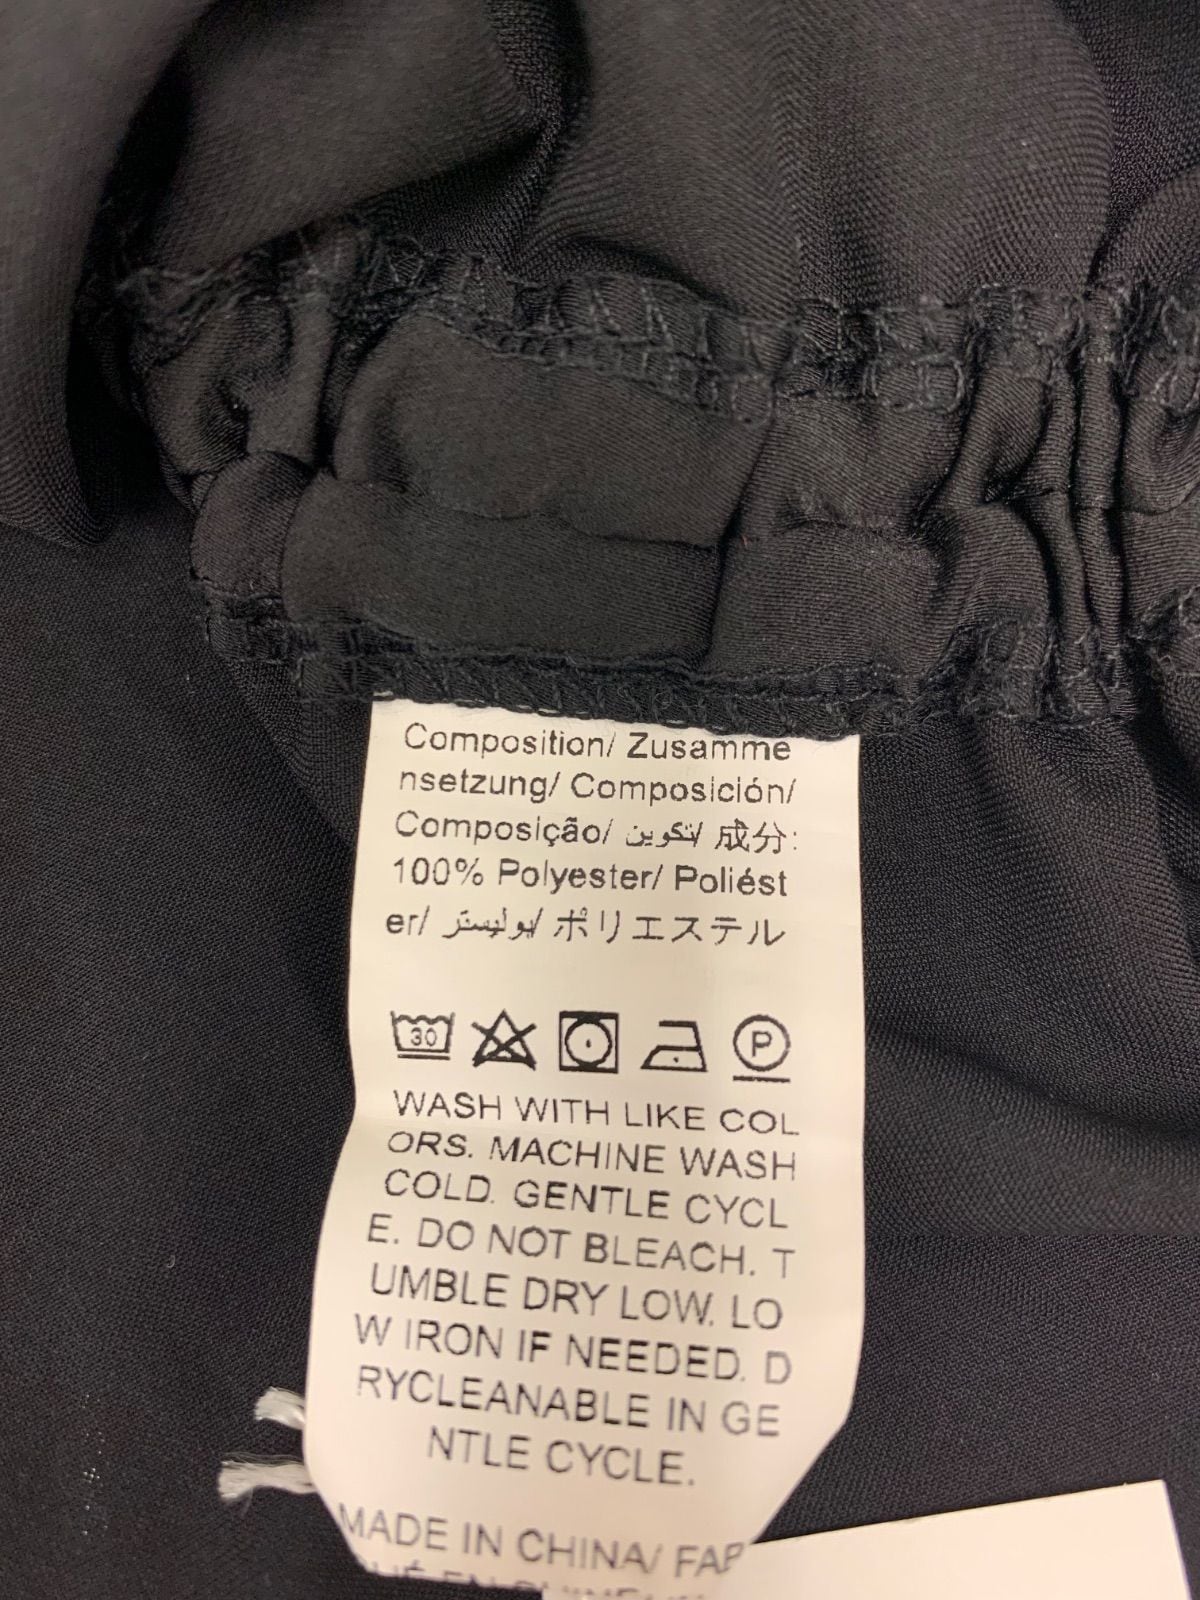 Composition/ Zusamme
nsetzung/ Composición/
Composição/ تكوين/ 成分:
100% Polyester/ Poliést
er/ بوليستر/ ポリエステル
30
P
WASH WITH LIKE COL
ORS. MACHINE WASH
COLD. GENTLE CYCL
E. DO NOT BLEACH. T
UMBLE DRY LOW. LO
W IRON IF NEEDED. D
RYCLEANABLE IN GE
NTLE CYCLE.
MADE IN CHINA/